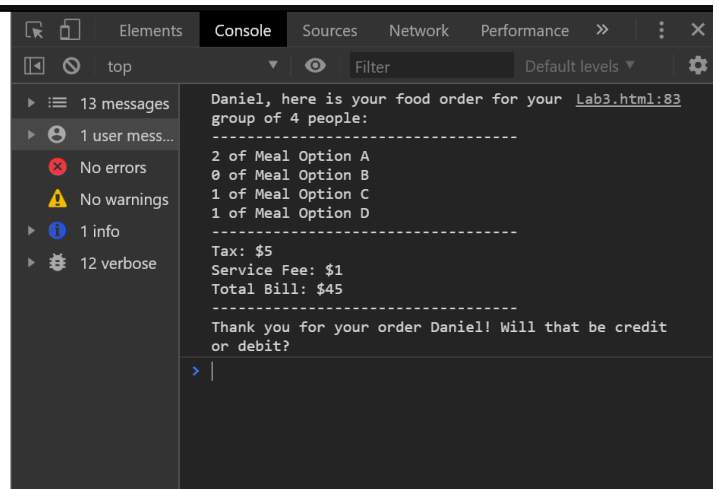 Elements Console Sources Network Performance »
top Filter Default levels ▼
13 messages
1 user mess...
No errors
No warnings
1 info
12 verbose
Daniel, here is your food order for your Lab3.html:83
group of 4 people:
----------------------------------
2 of Meal Option A
0 of Meal Option B
1 of Meal Option C
1 of Meal Option D
----------------------------------
Tax: $5
Service Fee: $1
Total Bill: $45
----------------------------------
Thank you for your order Daniel! Will that be credit
or debit?
>